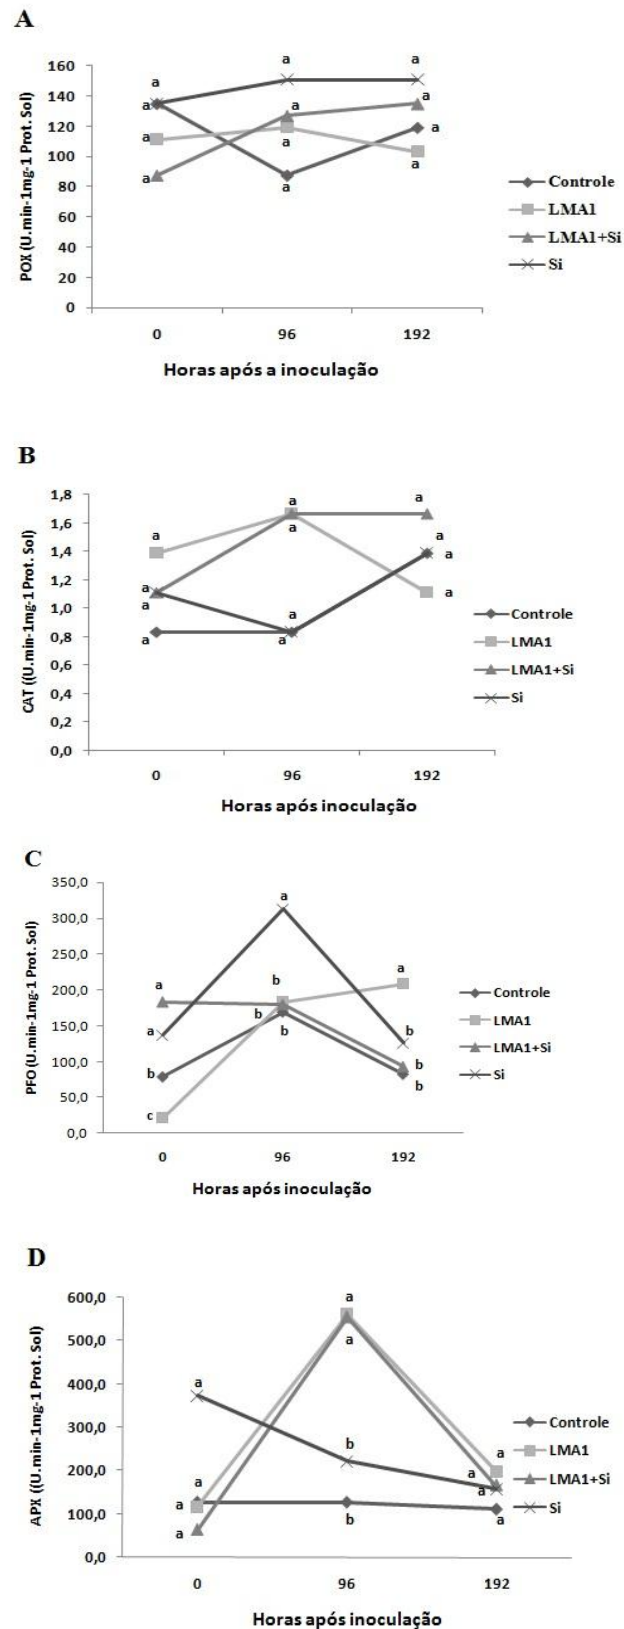 A
POX (U.min-1mg-1 Prot. Sol)
160
140
120
100
80
60
40
20
0
a
a
a
a
a
a
a
a
a
a
a
a
0 96 192
Horas após a inoculação
Controle
LMA1
LMA1+Si
Si
B
CAT ((U.min-1mg-1 Prot. Sol)
1,8
1,6
1,4
1,2
1,0
0,8
0,6
0,4
0,2
0,0
a
a
a
a
a
a
a
a
a
a
a
a
0 96 192
Horas após inoculação
Controle
LMA1
LMA1+Si
Si
C
PFO (U.min-1mg-1 Prot. Sol)
350,0
300,0
250,0
200,0
150,0
100,0
50,0
0,0
a
a
b
c
a
b
b
b
a
b
b
b
0 96 192
Horas após inoculação
Controle
LMA1
LMA1+Si
Si
D
APX ((U.min-1mg-1 Prot. Sol)
600,0
500,0
400,0
300,0
200,0
100,0
0,0
a
a
a
a
a
a
b
b
a
a
a
a
0 96 192
Horas após inoculação
Controle
LMA1
LMA1+Si
Si